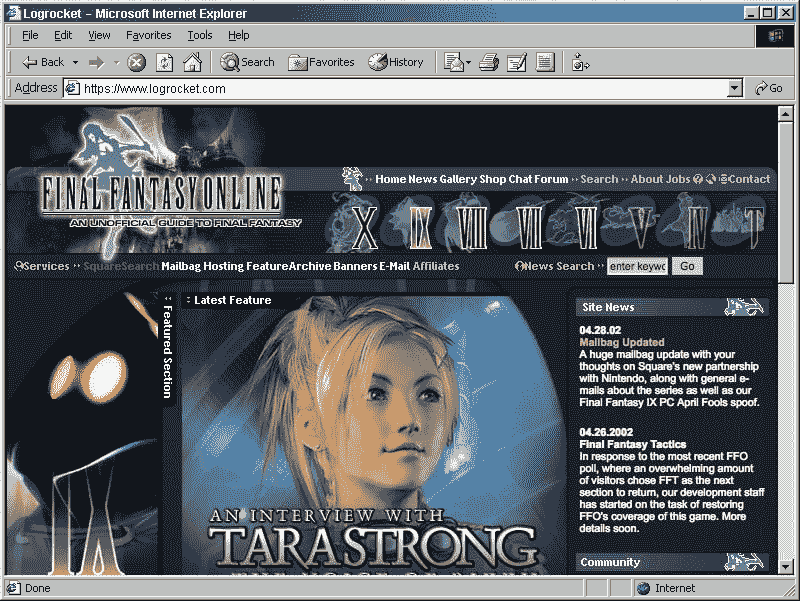 Logrocket – Microsoft Internet Explorer
File Edit View Favorites Tools Help
Back Search Favorites History
Address https://www.logrocket.com Go
Home News Gallery Shop Chat Forum Search About Jobs Contact
FINAL FANTASY ONLINE
AN UNOFFICIAL GUIDE TO FINAL FANTASY
X IX VIII VII VI V IV T
Services SquareSearch Mailbag Hosting FeatureArchive Banners E-Mail Affiliates News Search enter keywo Go
Featured Section
Latest Feature
AN INTERVIEW WITH
TARA STRONG
Site News
04.28.02
Mailbag Updated
A huge mailbag update with your
thoughts on Square's new partnership
with Nintendo, along with general e-
mails about the series as well as our
Final Fantasy IX PC April Fools spoof.
04.26.2002
Final Fantasy Tactics
In response to the most recent FFO
poll, where an overwhelming amount
of visitors chose FFT as the next
section to return, our development staff
has started on the task of restoring
FFO's coverage of this game. More
details soon.
Community
Done Internet